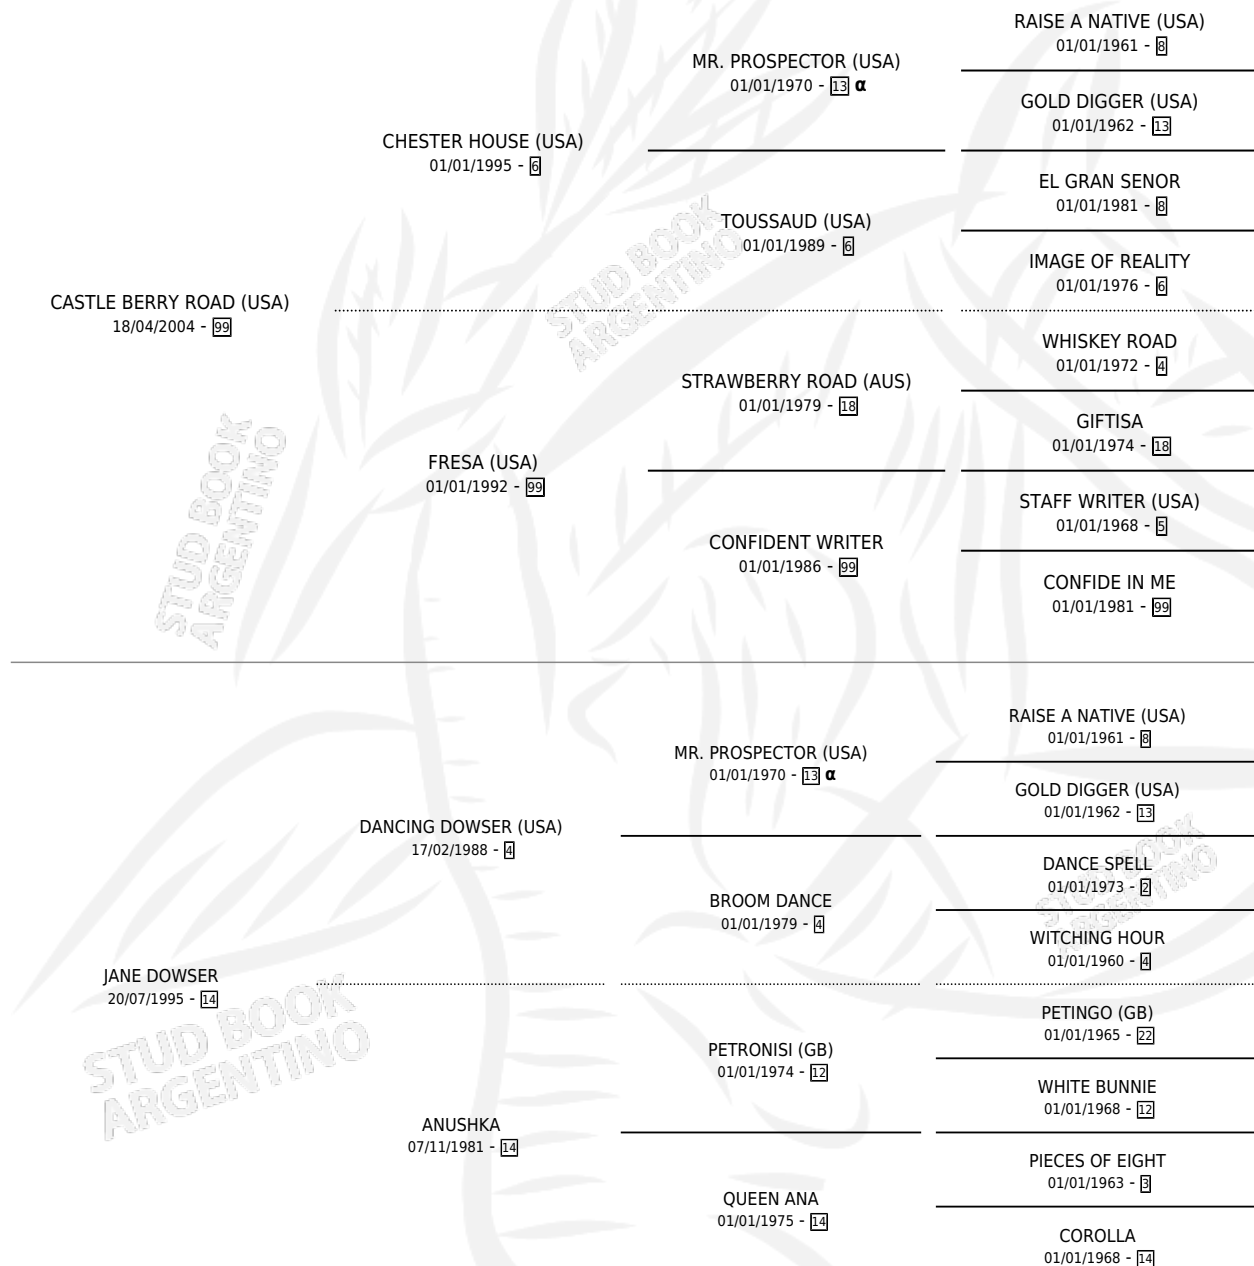 RAISE A NATIVE (USA)
01/01/1961 - 8
MR. PROSPECTOR (USA)
01/01/1970 - 13 α
GOLD DIGGER (USA)
01/01/1962 - 13
CHESTER HOUSE (USA)
01/01/1995 - 6
EL GRAN SENOR
01/01/1981 - 8
TOUSSAUD (USA)
01/01/1989 - 6
IMAGE OF REALITY
01/01/1976 - 6
CASTLE BERRY ROAD (USA)
18/04/2004 - 99
WHISKEY ROAD
01/01/1972 - 4
STRAWBERRY ROAD (AUS)
01/01/1979 - 18
GIFTISA
01/01/1974 - 18
FRESA (USA)
01/01/1992 - 99
STAFF WRITER (USA)
01/01/1968 - 5
CONFIDENT WRITER
01/01/1986 - 99
CONFIDE IN ME
01/01/1981 - 99
RAISE A NATIVE (USA)
01/01/1961 - 8
MR. PROSPECTOR (USA)
01/01/1970 - 13 α
GOLD DIGGER (USA)
01/01/1962 - 13
DANCING DOWSER (USA)
17/02/1988 - 4
DANCE SPELL
01/01/1973 - 2
BROOM DANCE
01/01/1979 - 4
WITCHING HOUR
01/01/1960 - 4
JANE DOWSER
20/07/1995 - 14
PETINGO (GB)
01/01/1965 - 22
PETRONISI (GB)
01/01/1974 - 12
WHITE BUNNIE
01/01/1968 - 12
ANUSHKA
07/11/1981 - 14
PIECES OF EIGHT
01/01/1963 - 3
QUEEN ANA
01/01/1975 - 14
COROLLA
01/01/1968 - 14
STUD BOOK
ARGENTINO
STUD BOOK
ARGENTINO
STUD BOOK
ARGENTINO
STUD BOOK
ARGENTINO